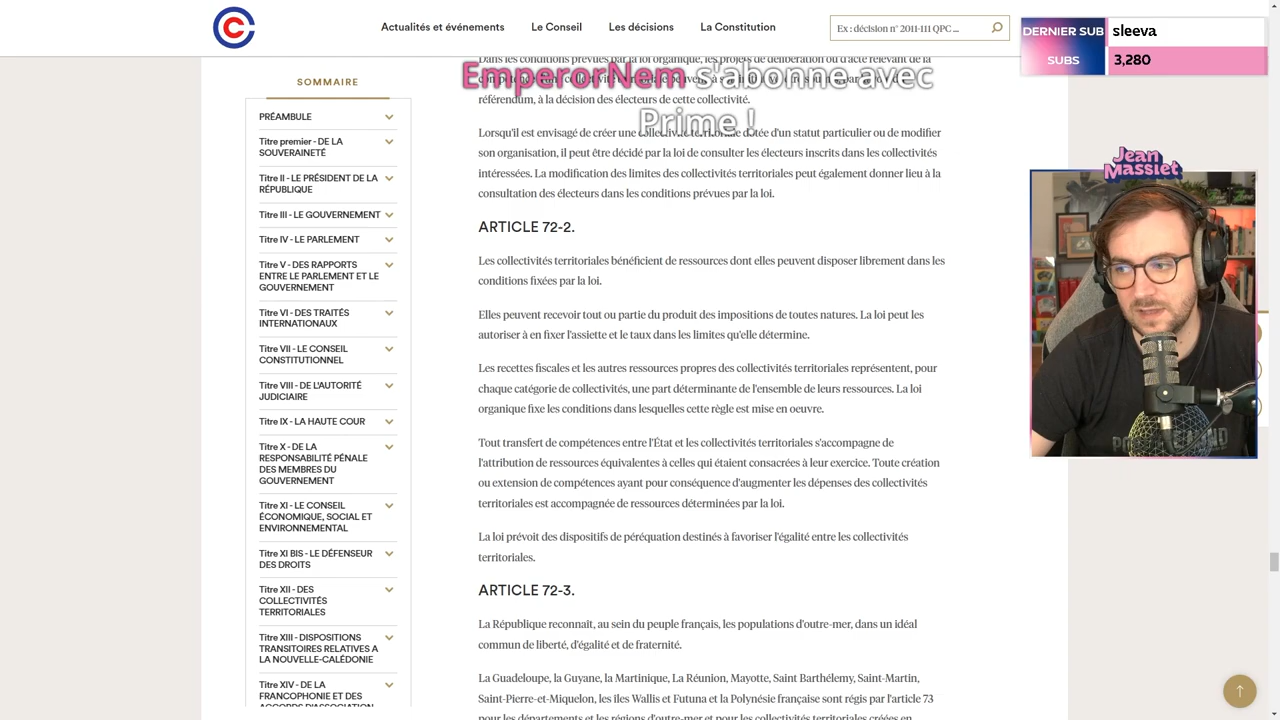 Actualités et événements
Le Conseil
Les décisions
La Constitution
Ex : décision n° 2011-111 QPC ...
DERNIER SUB
sleeva
SUBS
3,280
EmperorNem s'abonne avec
Prime !
Jean
Massiet
SOMMAIRE
PRÉAMBULE
Titre premier - DE LA
SOUVERAINETÉ
Titre II - LE PRÉSIDENT DE LA
RÉPUBLIQUE
Titre III - LE GOUVERNEMENT
Titre IV - LE PARLEMENT
Titre V - DES RAPPORTS
ENTRE LE PARLEMENT ET LE
GOUVERNEMENT
Titre VI - DES TRAITÉS
INTERNATIONAUX
Titre VII - LE CONSEIL
CONSTITUTIONNEL
Titre VIII - DE L'AUTORITÉ
JUDICIAIRE
Titre IX - LA HAUTE COUR
Titre X - DE LA
RESPONSABILITÉ PÉNALE
DES MEMBRES DU
GOUVERNEMENT
Titre XI - LE CONSEIL
ÉCONOMIQUE, SOCIAL ET
ENVIRONNEMENTAL
Titre XI BIS - LE DÉFENSEUR
DES DROITS
Titre XII - DES
COLLECTIVITÉS
TERRITORIALES
Titre XIII - DISPOSITIONS
TRANSITOIRES RELATIVES A
LA NOUVELLE-CALÉDONIE
Titre XIV - DE LA
FRANCOPHONIE ET DES
ACCORDS D'ASSOCIATION
Dans les conditions prévues par la loi organique, les projets de délibération ou d'acte relevant de la
référendum, à la décision des électeurs de cette collectivité.
Lorsqu'il est envisagé de créer une collectivité territoriale dotée d'un statut particulier ou de modifier
son organisation, il peut être décidé par la loi de consulter les électeurs inscrits dans les collectivités
intéressées. La modification des limites des collectivités territoriales peut également donner lieu à la
consultation des électeurs dans les conditions prévues par la loi.
ARTICLE 72-2.
Les collectivités territoriales bénéficient de ressources dont elles peuvent disposer librement dans les
conditions fixées par la loi.
Elles peuvent recevoir tout ou partie du produit des impositions de toutes natures. La loi peut les
autoriser à en fixer l'assiette et le taux dans les limites qu'elle détermine.
Les recettes fiscales et les autres ressources propres des collectivités territoriales représentent, pour
chaque catégorie de collectivités, une part déterminante de l'ensemble de leurs ressources. La loi
organique fixe les conditions dans lesquelles cette règle est mise en oeuvre.
Tout transfert de compétences entre l'État et les collectivités territoriales s'accompagne de
l'attribution de ressources équivalentes à celles qui étaient consacrées à leur exercice. Toute création
ou extension de compétences ayant pour conséquence d'augmenter les dépenses des collectivités
territoriales est accompagnée de ressources déterminées par la loi.
La loi prévoit des dispositifs de péréquation destinés à favoriser l'égalité entre les collectivités
territoriales.
ARTICLE 72-3.
La République reconnaît, au sein du peuple français, les populations d'outre-mer, dans un idéal
commun de liberté, d'égalité et de fraternité.
La Guadeloupe, la Guyane, la Martinique, La Réunion, Mayotte, Saint Barthélemy, Saint-Martin,
Saint-Pierre-et-Miquelon, les îles Wallis et Futuna et la Polynésie française sont régis par l'article 73
pour les départements et les régions d'outre-mer et pour les collectivités territoriales créées en